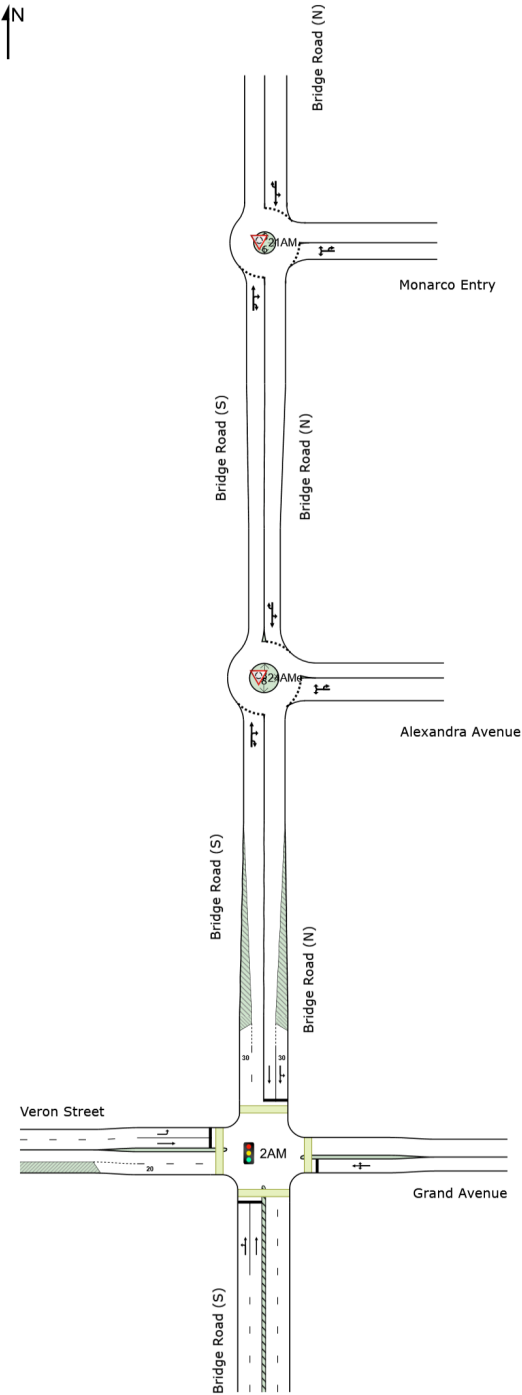 N
Bridge Road (N)
21AM
Monarco Entry
Bridge Road (S)
Bridge Road (N)
Alexandra Avenue
Bridge Road (S)
Bridge Road (N)
30
30
Veron Street
2AM
20
Grand Avenue
Bridge Road (S)